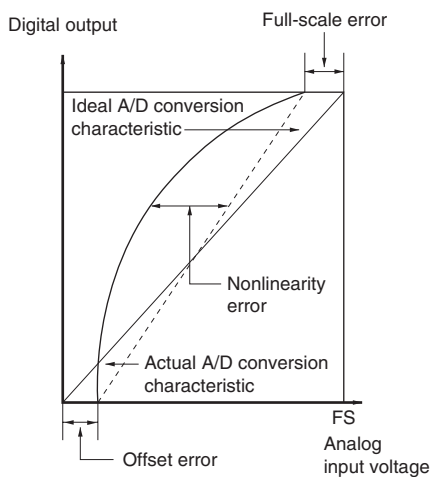 Full-scale error
Digital output
Ideal A/D conversion
characteristic
Nonlinearity
error
Actual A/D conversion
characteristic
FS
Analog
input voltage
Offset error